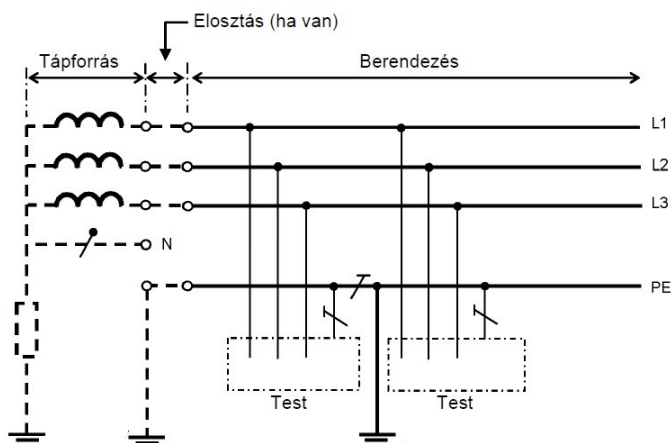 Elosztás (ha van)
Tápforrás
Berendezés
L1
L2
L3
N
PE
Test
Test